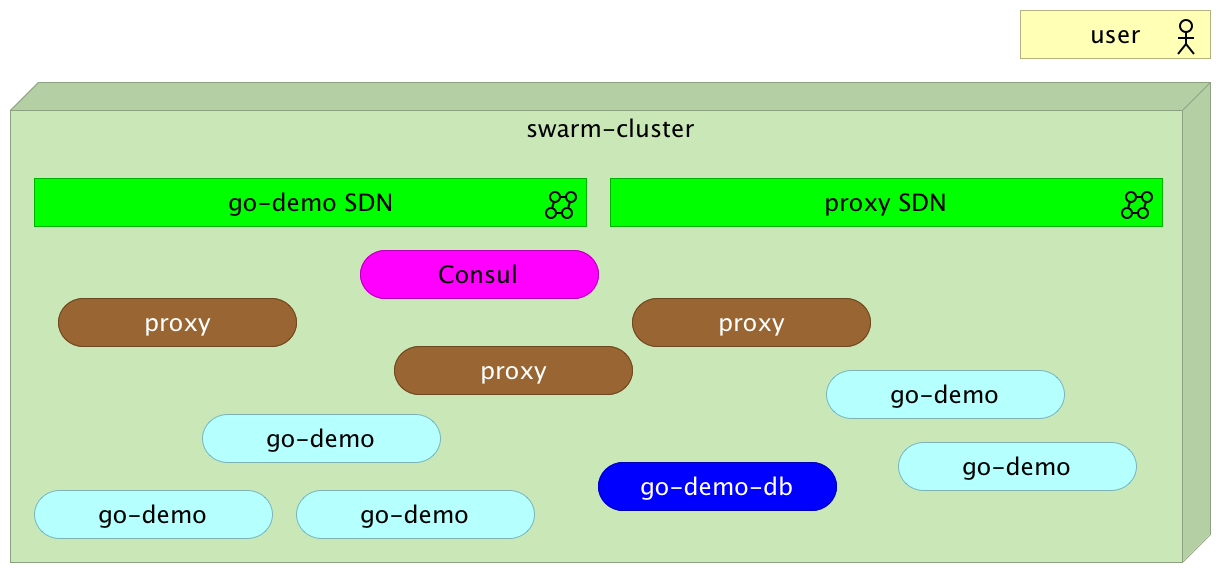 user
swarm-cluster
go-demo SDN
proxy SDN
Consul
proxy
proxy
proxy
go-demo
go-demo
go-demo
go-demo-db
go-demo
go-demo